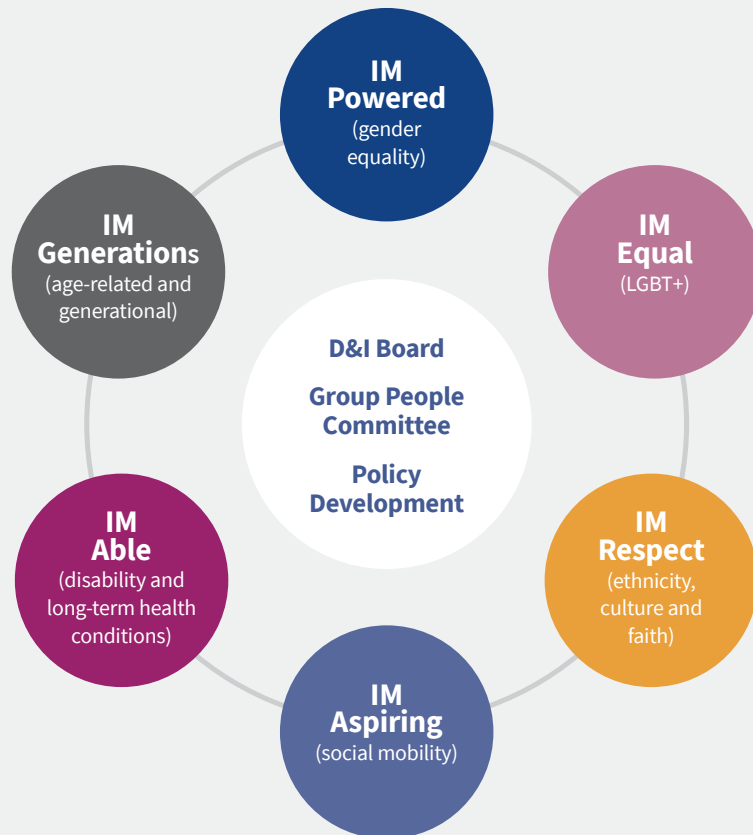 IM
Powered
(gender
equality)
IM
Equal
(LGBT+)
IM
Respect
(ethnicity,
culture and
faith)
IM
Aspiring
(social mobility)
IM
Able
(disability and
long-term health
conditions)
IM
Generations
(age-related and
generational)
D&I Board
Group People
Committee
Policy
Development